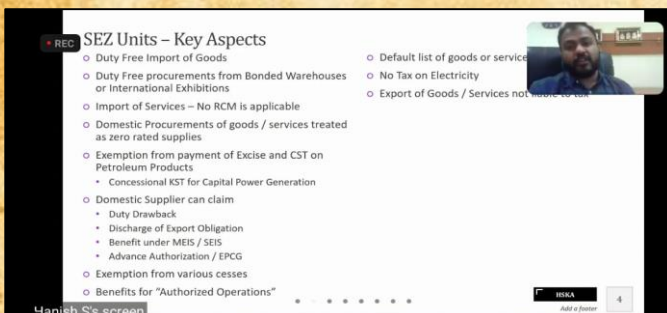 REC
SEZ Units – Key Aspects
Duty Free Import of Goods
Duty Free procurements from Bonded Warehouses
or International Exhibitions
Import of Services – No RCM is applicable
Domestic Procurements of goods / services treated
as zero rated supplies
Exemption from payment of Excise and CST on
Petroleum Products
Concessional KST for Capital Power Generation
Domestic Supplier can claim
Duty Drawback
Discharge of Export Obligation
Benefit under MEIS / SEIS
Advance Authorization / EPCG
Exemption from various cesses
Benefits for "Authorized Operations"
Default list of goods or service
No Tax on Electricity
Export of Goods / Services not liable to tax
HSKA
4
Add a footer
Hanish S's screen